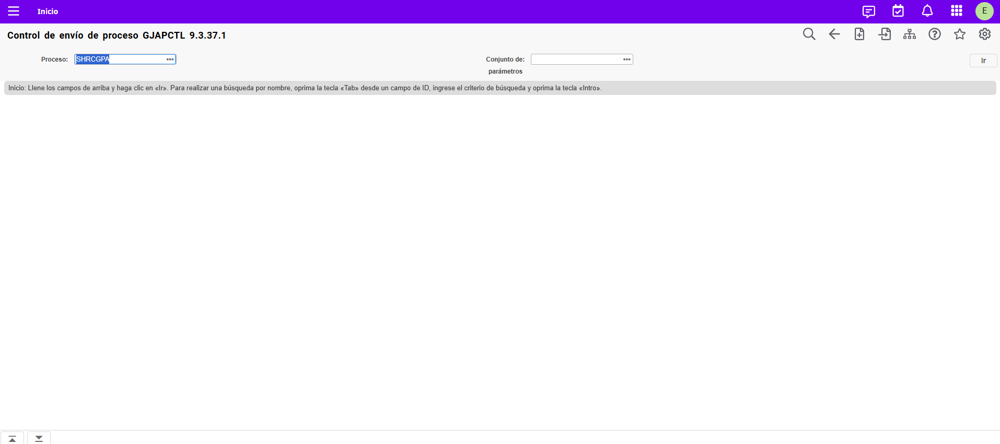 Inicio
E
Control de envío de proceso GJAPCTL 9.3.37.1
Proceso: SHRCGPA
Conjunto de: parámetros
Ir
Inicio: Llene los campos de arriba y haga clic en «Ir». Para realizar una búsqueda por nombre, oprima la tecla «Tab» desde un campo de ID, ingrese el criterio de búsqueda y oprima la tecla «Intro».